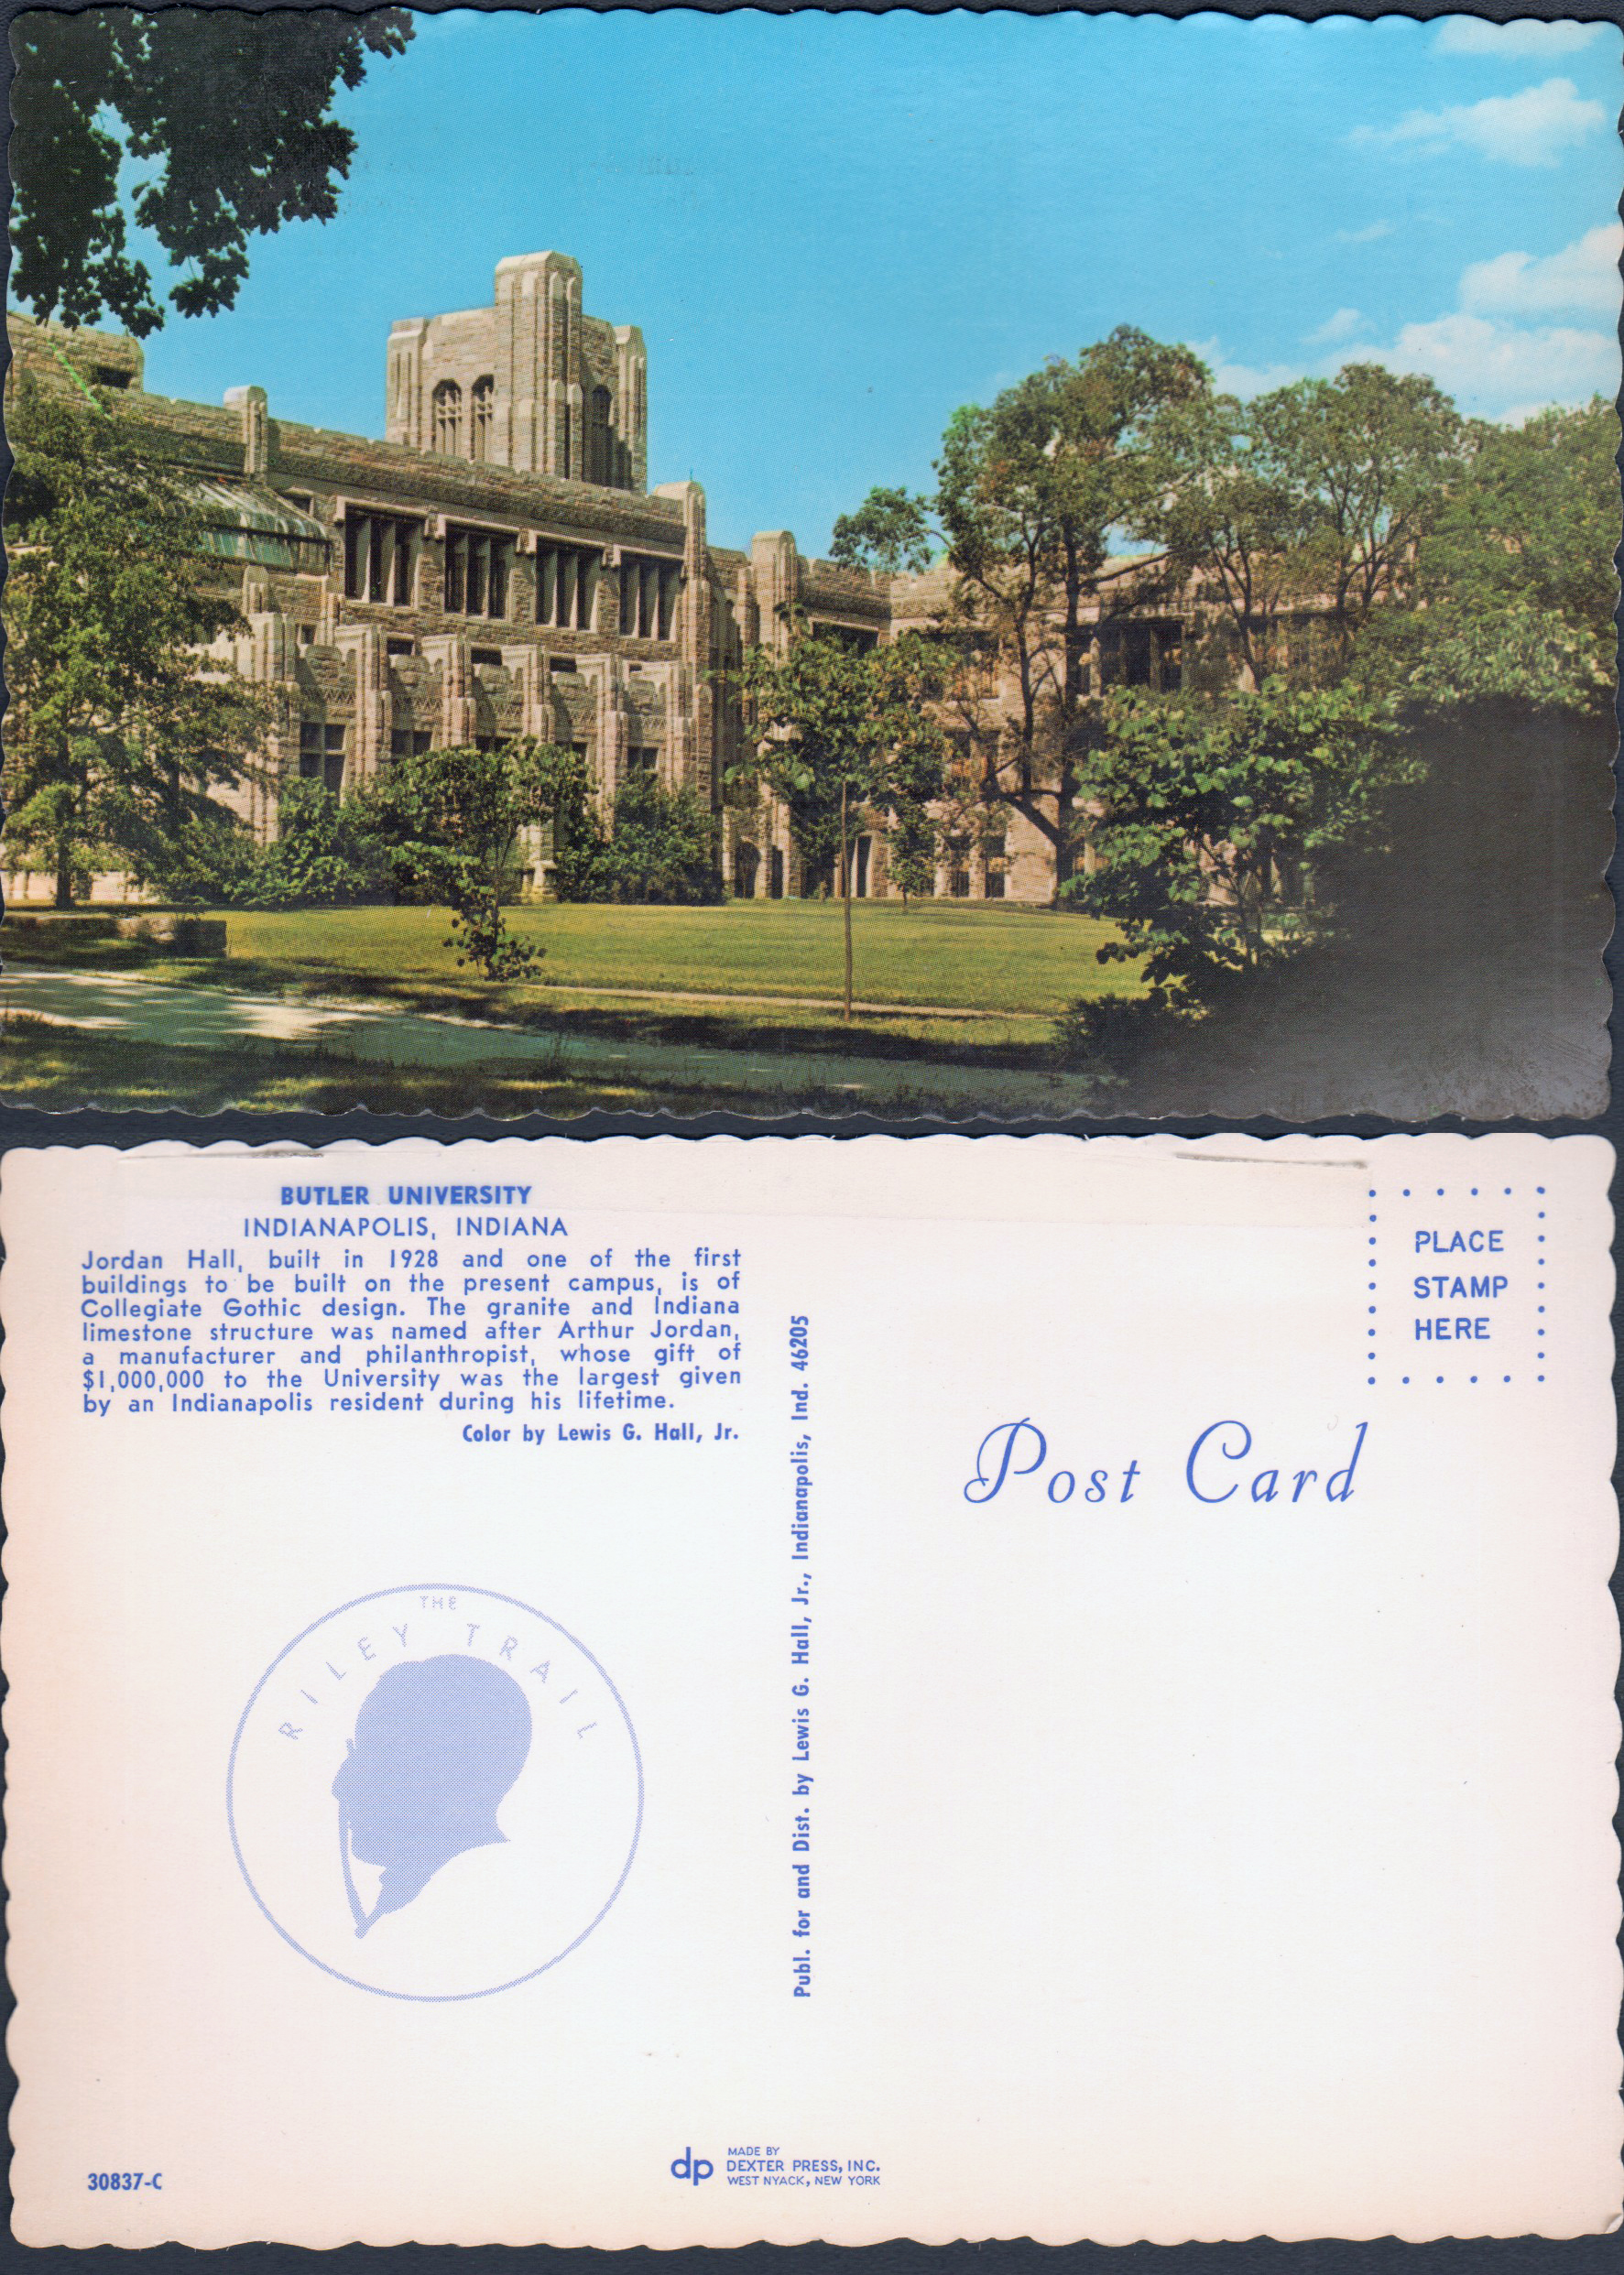 BUTLER UNIVERSITY
INDIANAPOLIS, INDIANA
Jordan Hall, built in 1928 and one of the first
buildings to be built on the present campus, is of
Collegiate Gothic design. The granite and Indiana
limestone structure was named after Arthur Jordan,
a manufacturer and philanthropist, whose gift of
$1,000,000 to the University was the largest given
by an Indianapolis resident during his lifetime.
Color by Lewis G. Hall, Jr.
THE
RILEY TRAIL
Publ. for and Dist. by Lewis G. Hall, Jr., Indianapolis, Ind. 46205
PLACE
STAMP
HERE
Post Card
30837-C
dp
MADE BY
DEXTER PRESS, INC.
WEST NYACK, NEW YORK